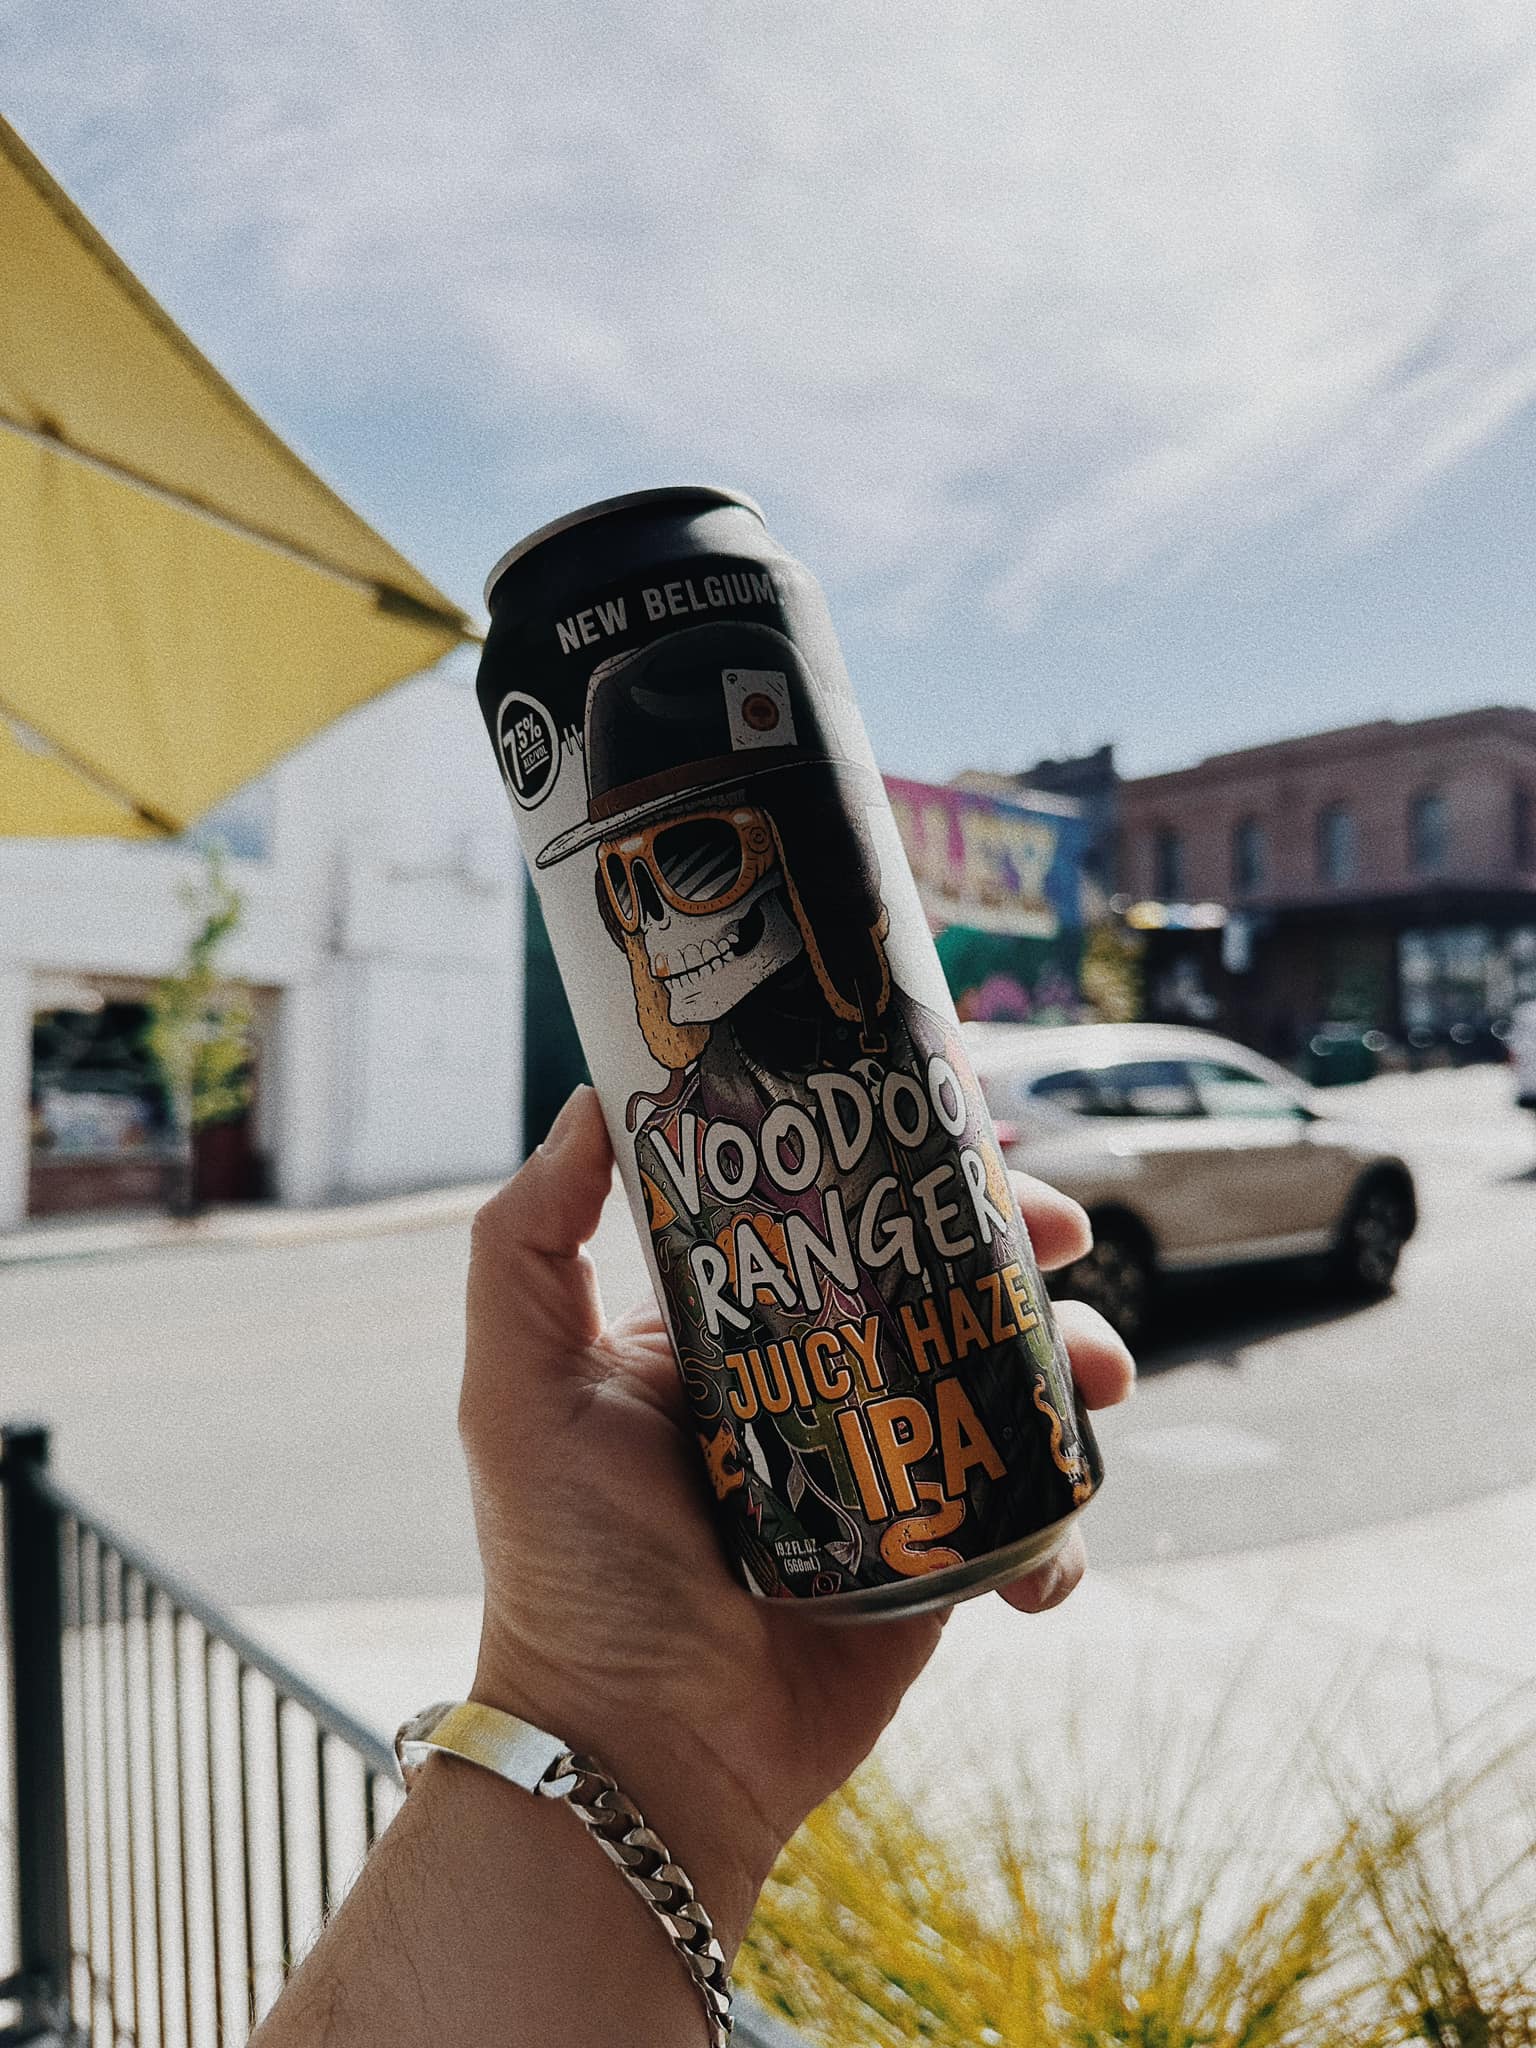 NEW BELGIUM
7.5%
ALC/VOL
VOODOO
RANGER
JUICY HAZE
IPA
19.2 FL.OZ.
(568mL)